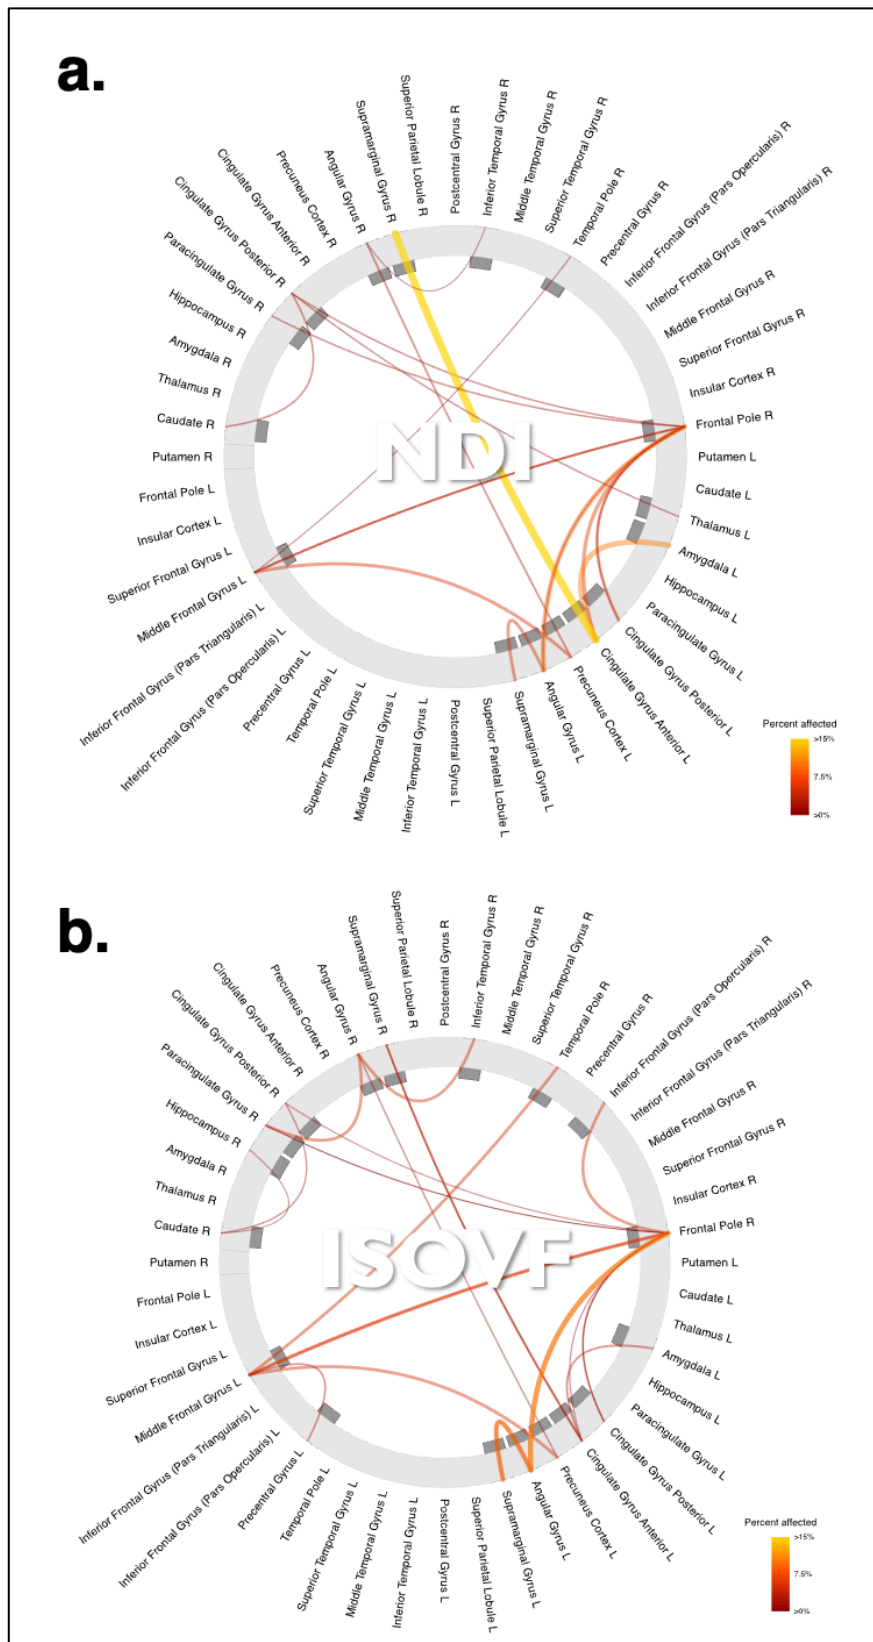 a.
Superior Parietal Lobule R
Postcentral Gyrus R
Inferior Temporal Gyrus R
Middle Temporal Gyrus R
Superior Temporal Gyrus R
Temporal Pole R
Precentral Gyrus R
Inferior Frontal Gyrus (Pars Opercularis) R
Inferior Frontal Gyrus (Pars Triangularis) R
Middle Frontal Gyrus R
Superior Frontal Gyrus R
Insular Cortex R
Frontal Pole R
Putamen L
Caudate L
Thalamus L
Amygdala L
Hippocampus L
Paracingulate Gyrus L
Cingulate Gyrus Posterior L
Cingulate Gyrus Anterior L
Precuneus Cortex L
Angular Gyrus L
Supramarginal Gyrus L
Superior Parietal Lobule L
Postcentral Gyrus L
Inferior Temporal Gyrus L
Middle Temporal Gyrus L
Superior Temporal Gyrus L
Temporal Pole L
Precentral Gyrus L
Inferior Frontal Gyrus (Pars Opercularis) L
Inferior Frontal Gyrus (Pars Triangularis) L
Middle Frontal Gyrus L
Superior Frontal Gyrus L
Insular Cortex L
Frontal Pole L
Putamen R
Caudate R
Thalamus R
Amygdala R
Hippocampus R
Paracingulate Gyrus R
Cingulate Gyrus Posterior R
Cingulate Gyrus Anterior R
Precuneus Cortex R
Angular Gyrus R
Supramarginal Gyrus R
NDI
Percent affected
>15%
7.5%
>0%
b.
Superior Parietal Lobule R
Postcentral Gyrus R
Inferior Temporal Gyrus R
Middle Temporal Gyrus R
Superior Temporal Gyrus R
Temporal Pole R
Precentral Gyrus R
Inferior Frontal Gyrus (Pars Opercularis) R
Inferior Frontal Gyrus (Pars Triangularis) R
Middle Frontal Gyrus R
Superior Frontal Gyrus R
Insular Cortex R
Frontal Pole R
Putamen L
Caudate L
Thalamus L
Amygdala L
Hippocampus L
Paracingulate Gyrus L
Cingulate Gyrus Posterior L
Cingulate Gyrus Anterior L
Precuneus Cortex L
Angular Gyrus L
Supramarginal Gyrus L
Superior Parietal Lobule L
Postcentral Gyrus L
Inferior Temporal Gyrus L
Middle Temporal Gyrus L
Superior Temporal Gyrus L
Temporal Pole L
Precentral Gyrus L
Inferior Frontal Gyrus (Pars Opercularis) L
Inferior Frontal Gyrus (Pars Triangularis) L
Middle Frontal Gyrus L
Superior Frontal Gyrus L
Insular Cortex L
Frontal Pole L
Putamen R
Caudate R
Thalamus R
Amygdala R
Hippocampus R
Paracingulate Gyrus R
Cingulate Gyrus Posterior R
Cingulate Gyrus Anterior R
Precuneus Cortex R
Angular Gyrus R
Supramarginal Gyrus R
ISOVF
Percent affected
>15%
7.5%
>0%